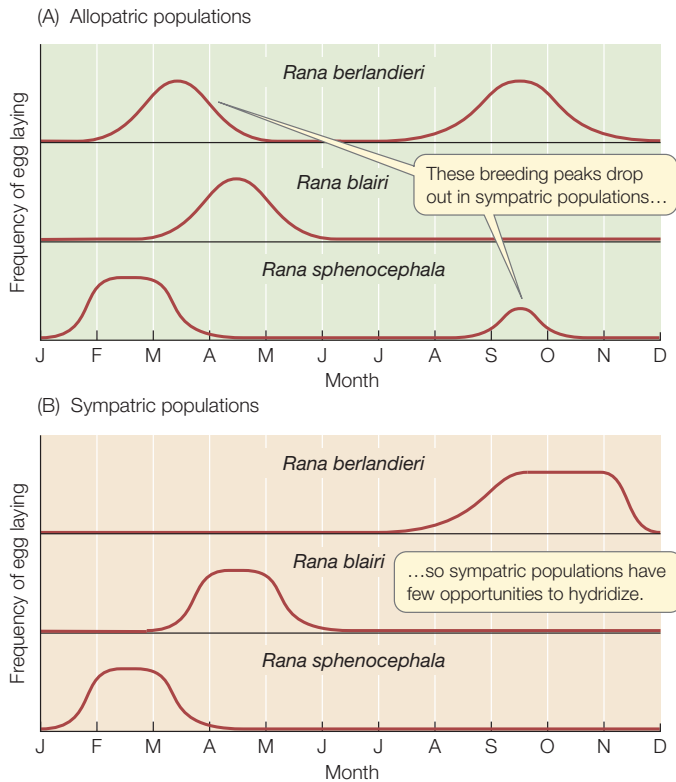 (A) Allopatric populations
Frequency of egg laying
Rana berlandieri
These breeding peaks drop
out in sympatric populations…
Rana blairi
Rana sphenocephala
J F M A M J J A S O N D
Month
(B) Sympatric populations
Frequency of egg laying
Rana berlandieri
Rana blairi
…so sympatric populations have
few opportunities to hydridize.
Rana sphenocephala
J F M A M J J A S O N D
Month